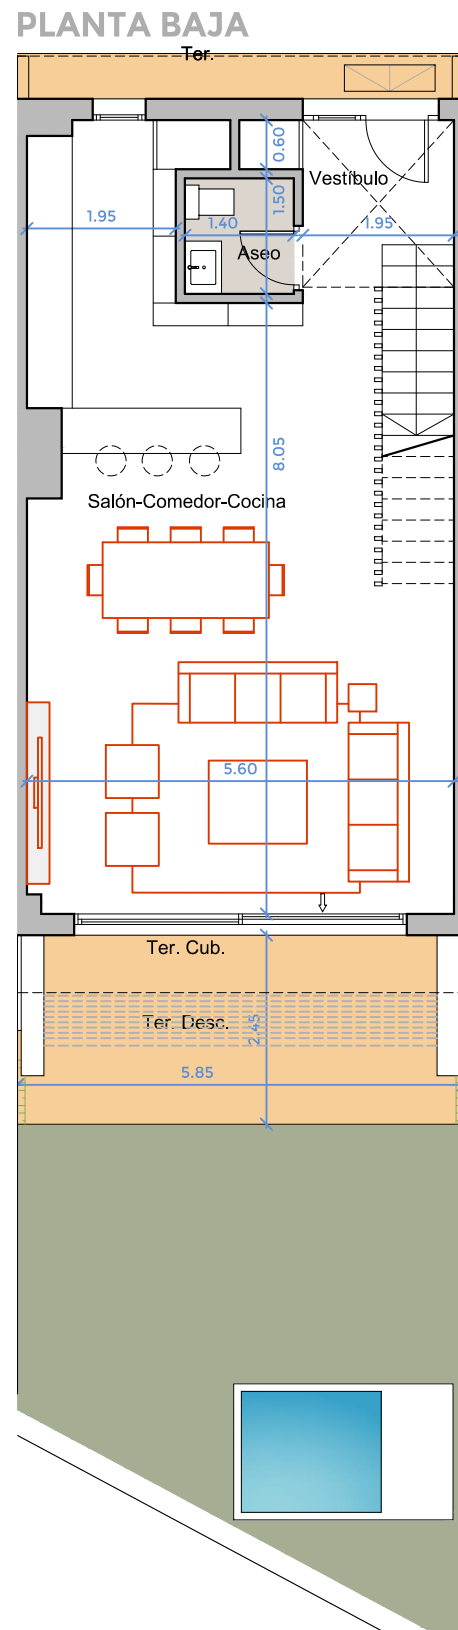 PLANTA BAJA
Ter.
0.60
Vestíbulo
1.50
1.95
1.40
1.95
Aseo
8.05
Salón-Comedor-Cocina
5.60
Ter. Cub.
Ter. Desc.
2.45
5.85